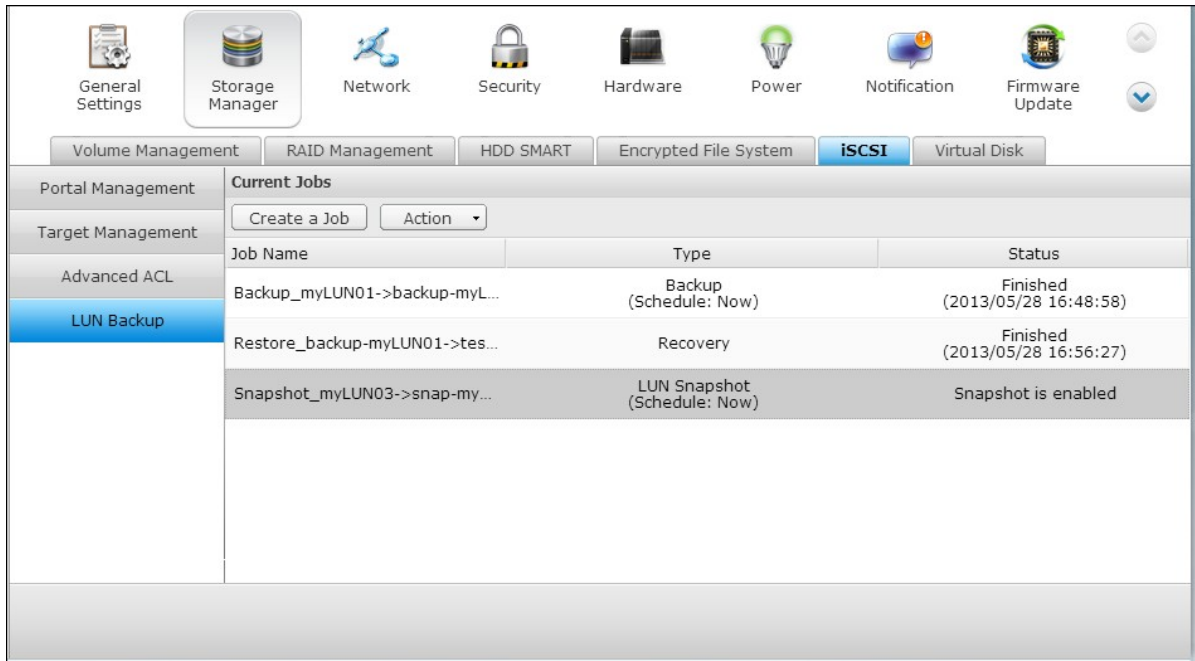 General Settings
Storage Manager
Network
Security
Hardware
Power
Notification
Firmware Update
Volume Management
RAID Management
HDD SMART
Encrypted File System
iSCSI
Virtual Disk
Portal Management
Target Management
Advanced ACL
LUN Backup
Current Jobs
Create a Job
Action
Job Name
Type
Status
Backup_myLUN01->backup-myL...
Backup
(Schedule: Now)
Finished
(2013/05/28 16:48:58)
Restore_backup-myLUN01->tes...
Recovery
Finished
(2013/05/28 16:56:27)
Snapshot_myLUN03->snap-my...
LUN Snapshot
(Schedule: Now)
Snapshot is enabled